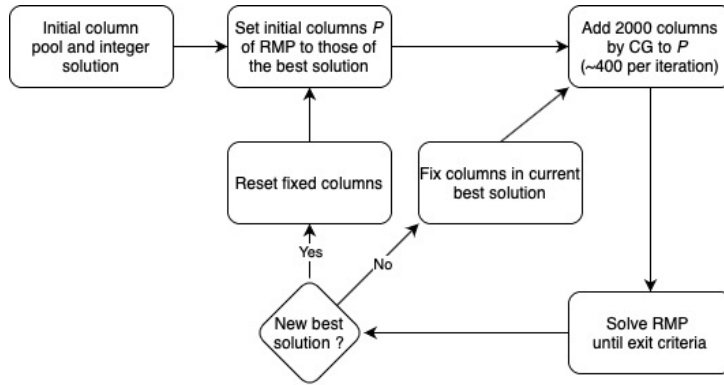 Initial column
pool and integer
solution
Set initial columns P
of RMP to those of
the best solution
Add 2000 columns
by CG to P
(~400 per iteration)
Reset fixed columns
Fix columns in current
best solution
Yes
No
New best
solution ?
Solve RMP
until exit criteria